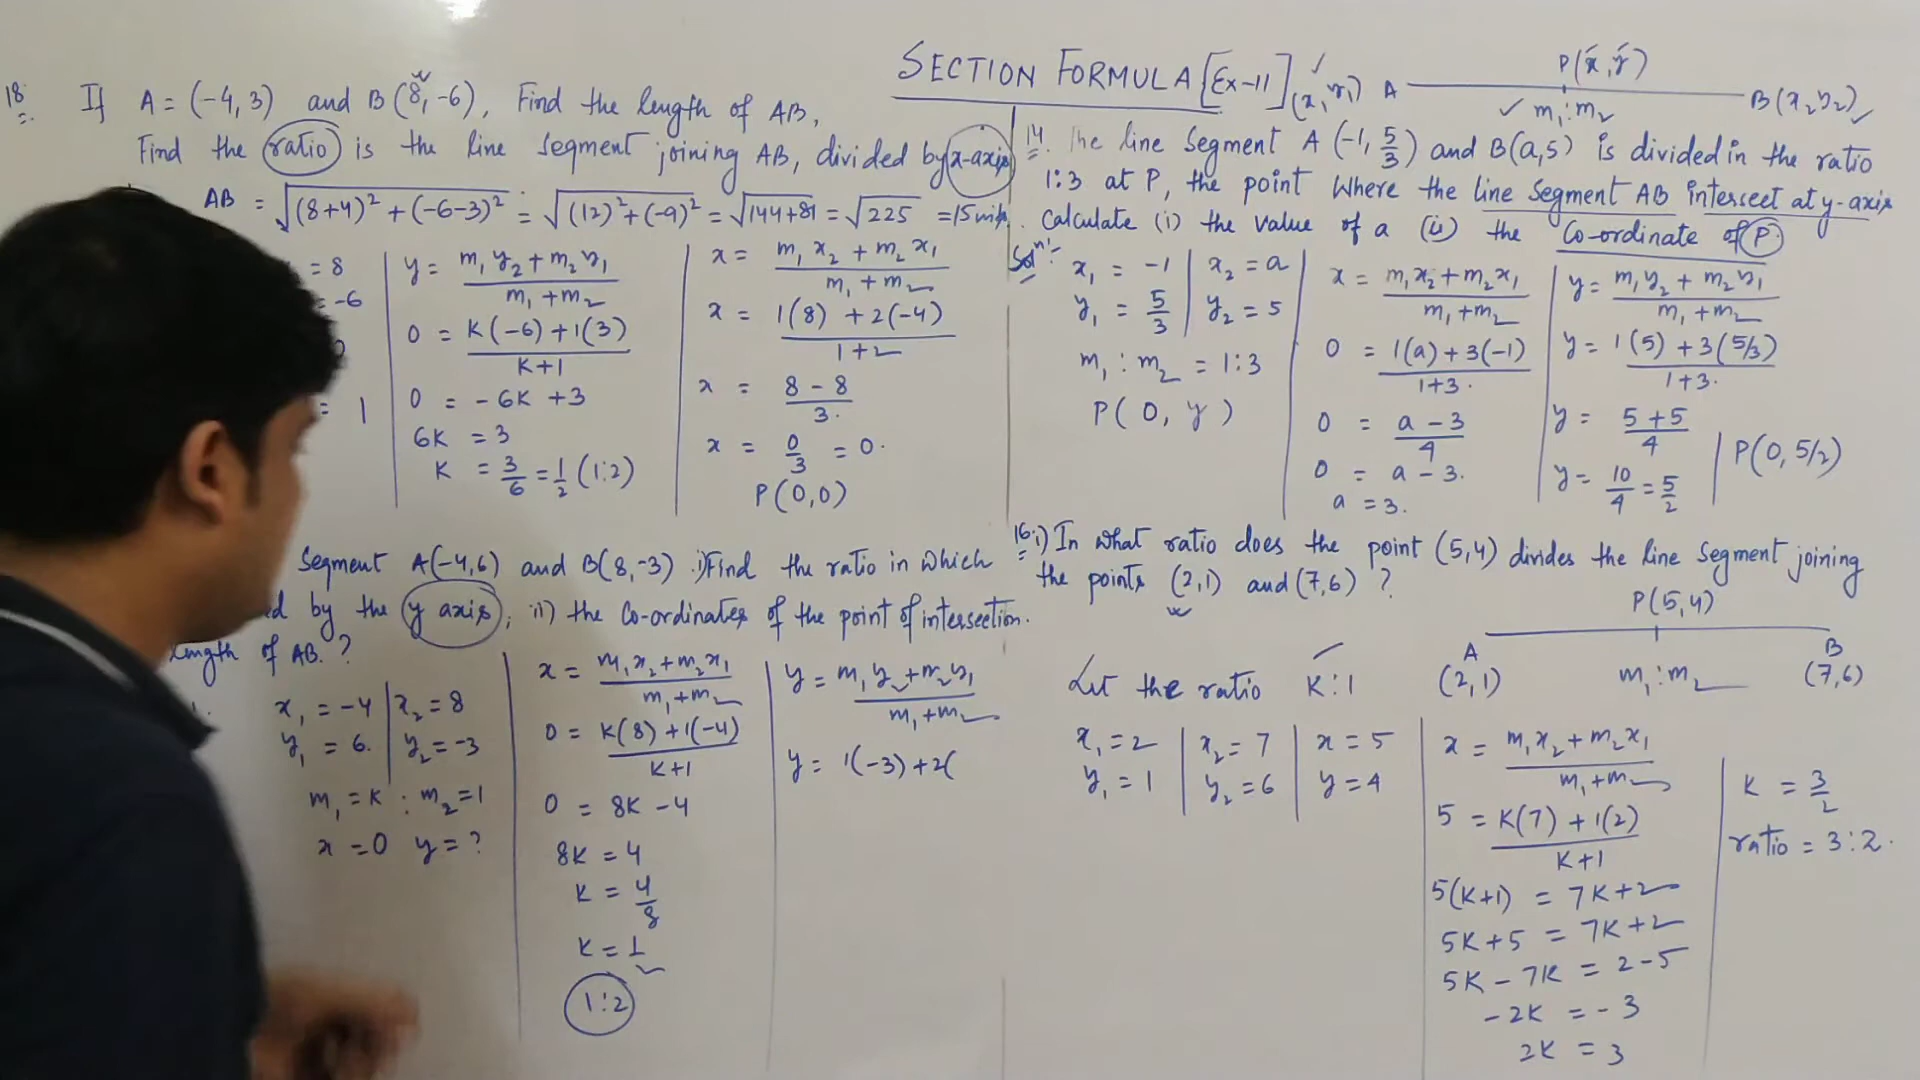 SECTION FORMULA [Ex-11]
(x, y₁) A
P(x, y)
B(x₂ y₂)
m₁:m₂
18. If A = (-4, 3) and B(8, -6), Find the length of AB,
Find the ratio is the line segment joining AB, divided by x-axis
AB = √(8+4)² + (-6-3)² = √(12)² + (-9)² = √144+81 = √225 = 15 units.
= 8
= -6
= 1
y = m₁y₂ + m₂y₁ / m₁+m₂
0 = K(-6) + 1(3) / K+1
0 = -6K + 3
6K = 3
K = 3/6 = 1/2 (1:2)
x = m₁x₂ + m₂x₁ / m₁+m₂
x = 1(8) + 2(-4) / 1+2
x = 8 - 8 / 3.
x = 0/3 = 0.
P(0,0)
14. The line segment A(-1, 5/3) and B(a,5) is divided in the ratio
1:3 at P, the point where the line segment AB intersect at y-axis
Calculate (i) the value of a (ii) the Co-ordinate of P.
Solⁿ:
x₁ = -1
y₁ = 5/3
x₂ = a
y₂ = 5
m₁ : m₂ = 1:3
P(0, y)
x = m₁x₂ + m₂x₁ / m₁+m₂
0 = 1(a) + 3(-1) / 1+3.
0 = a - 3 / 4
0 = a - 3.
a = 3.
y = m₁y₂ + m₂y₁ / m₁+m₂
y = 1(5) + 3(5/3) / 1+3.
y = 5+5 / 4
y = 10/4 = 5/2
P(0, 5/2)
Segment A(-4,6) and B(8,-3) i) Find the ratio in which
d by the y axis, ii) the Co-ordinates of the point of intersection.
length of AB.?
x₁ = -4
y₁ = 6.
x₂ = 8
y₂ = -3
m₁ = K : m₂ = 1
x = 0 y = ?
x = m₁x₂ + m₂x₁ / m₁+m₂
0 = K(8) + 1(-4) / K+1
0 = 8K - 4
8K = 4
K = 4/8
K = 1
1:2
y = m₁y₂ + m₂y₁ / m₁+m₂
y = 1(-3) + 2(
16. i) In what ratio does the point (5,4) divides the line segment joining
the points (2,1) and (7,6) ?
P(5,4)
A
(2,1)
m₁:m₂
B
(7,6)
Let the ratio K:1
x₁ = 2
y₁ = 1
x₂ = 7
y₂ = 6
x = 5
y = 4
x = m₁x₂ + m₂x₁ / m₁+m₂
5 = K(7) + 1(2) / K+1
5(K+1) = 7K+2
5K+5 = 7K+2
5K - 7K = 2-5
-2K = -3
2K = 3
K = 3/2
ratio = 3:2.